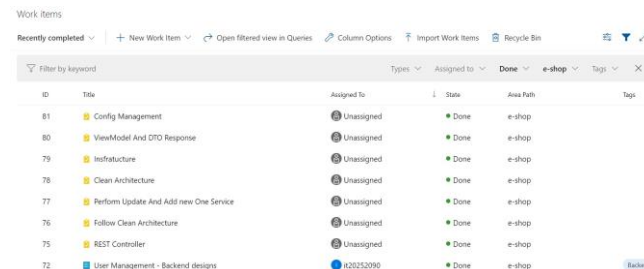 Work items
Recently completed New Work Item Open filtered view in Queries Column Options Import Work Items Recycle Bin
Filter by keyword Types Assigned to Done e-shop Tags
ID Title Assigned To State Area Path Tags
81 Config Management Unassigned Done e-shop
80 ViewModel And DTO Response Unassigned Done e-shop
79 Insfratucture Unassigned Done e-shop
78 Clean Architecture Unassigned Done e-shop
77 Perform Update And Add new One Service Unassigned Done e-shop
76 Follow Clean Architecture Unassigned Done e-shop
75 REST Controller Unassigned Done e-shop
72 User Management - Backend designs it20252090 Done e-shop